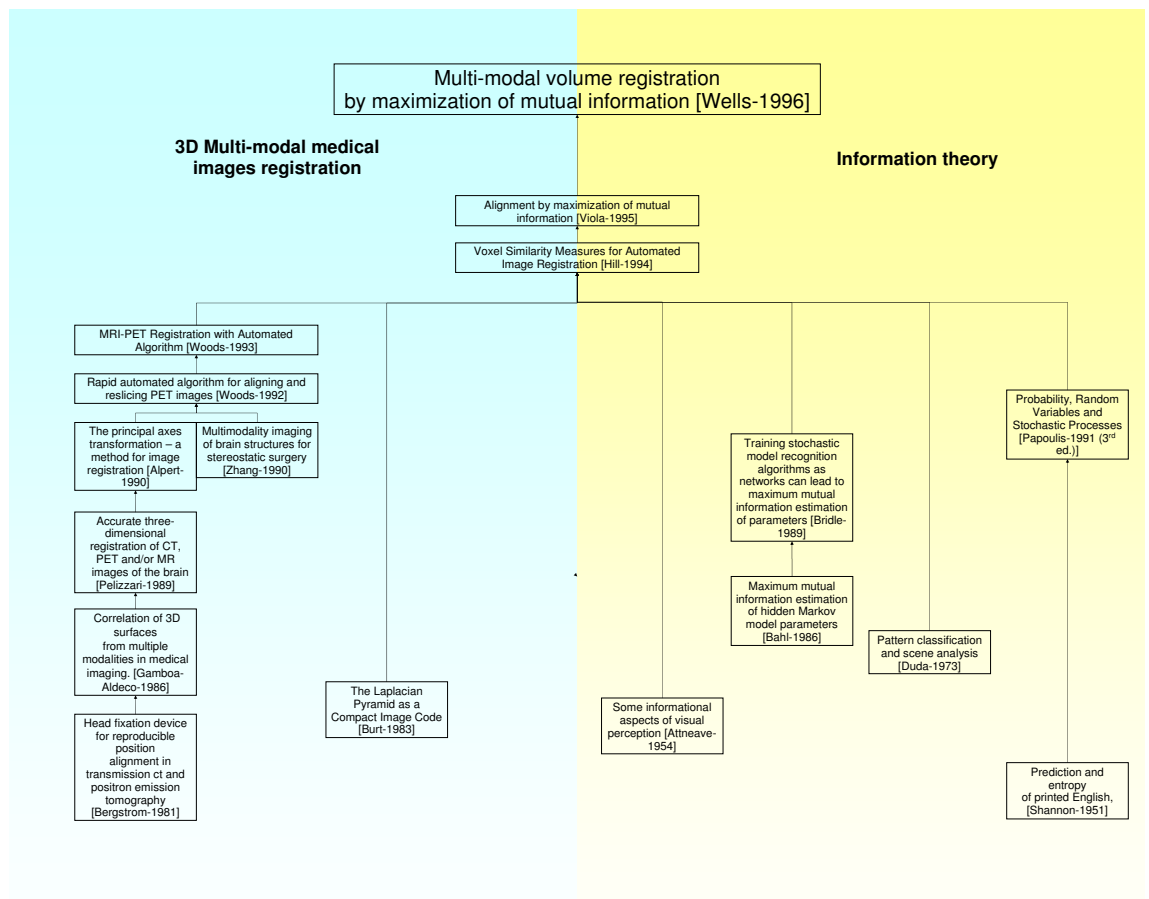 Multi-modal volume registration
by maximization of mutual information [Wells-1996]
3D Multi-modal medical
images registration
Information theory
Alignment by maximization of mutual
information [Viola-1995]
Voxel Similarity Measures for Automated
Image Registration [Hill-1994]
MRI-PET Registration with Automated
Algorithm [Woods-1993]
Rapid automated algorithm for aligning and
reslicing PET images [Woods-1992]
The principal axes
transformation – a
method for image
registration [Alpert-
1990]
Multimodality imaging
of brain structures for
stereostatic surgery
[Zhang-1990]
Accurate three-
dimensional
registration of CT,
PET and/or MR
images of the brain
[Pelizzari-1989]
Correlation of 3D
surfaces
from multiple
modalities in medical
imaging. [Gamboa-
Aldeco-1986]
Head fixation device
for reproducible
position
alignment in
transmission ct and
positron emission
tomography
[Bergstrom-1981]
The Laplacian
Pyramid as a
Compact Image Code
[Burt-1983]
Some informational
aspects of visual
perception [Attneave-
1954]
Training stochastic
model recognition
algorithms as
networks can lead to
maximum mutual
information estimation
of parameters [Bridle-
1989]
Maximum mutual
information estimation
of hidden Markov
model parameters
[Bahl-1986]
Pattern classification
and scene analysis
[Duda-1973]
Probability, Random
Variables and
Stochastic Processes
[Papoulis-1991 (3rd
ed.)]
Prediction and
entropy
of printed English,
[Shannon-1951]